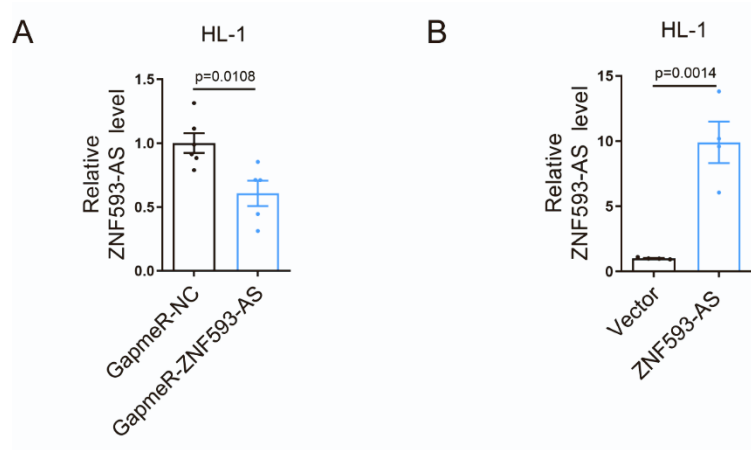 A
HL-1
p=0.0108
Relative
ZNF593-AS level
1.5
1.0
0.5
0.0
GapmeR-NC
GapmeR-ZNF593-AS
B
HL-1
p=0.0014
Relative
ZNF593-AS level
15
10
5
0
Vector
ZNF593-AS